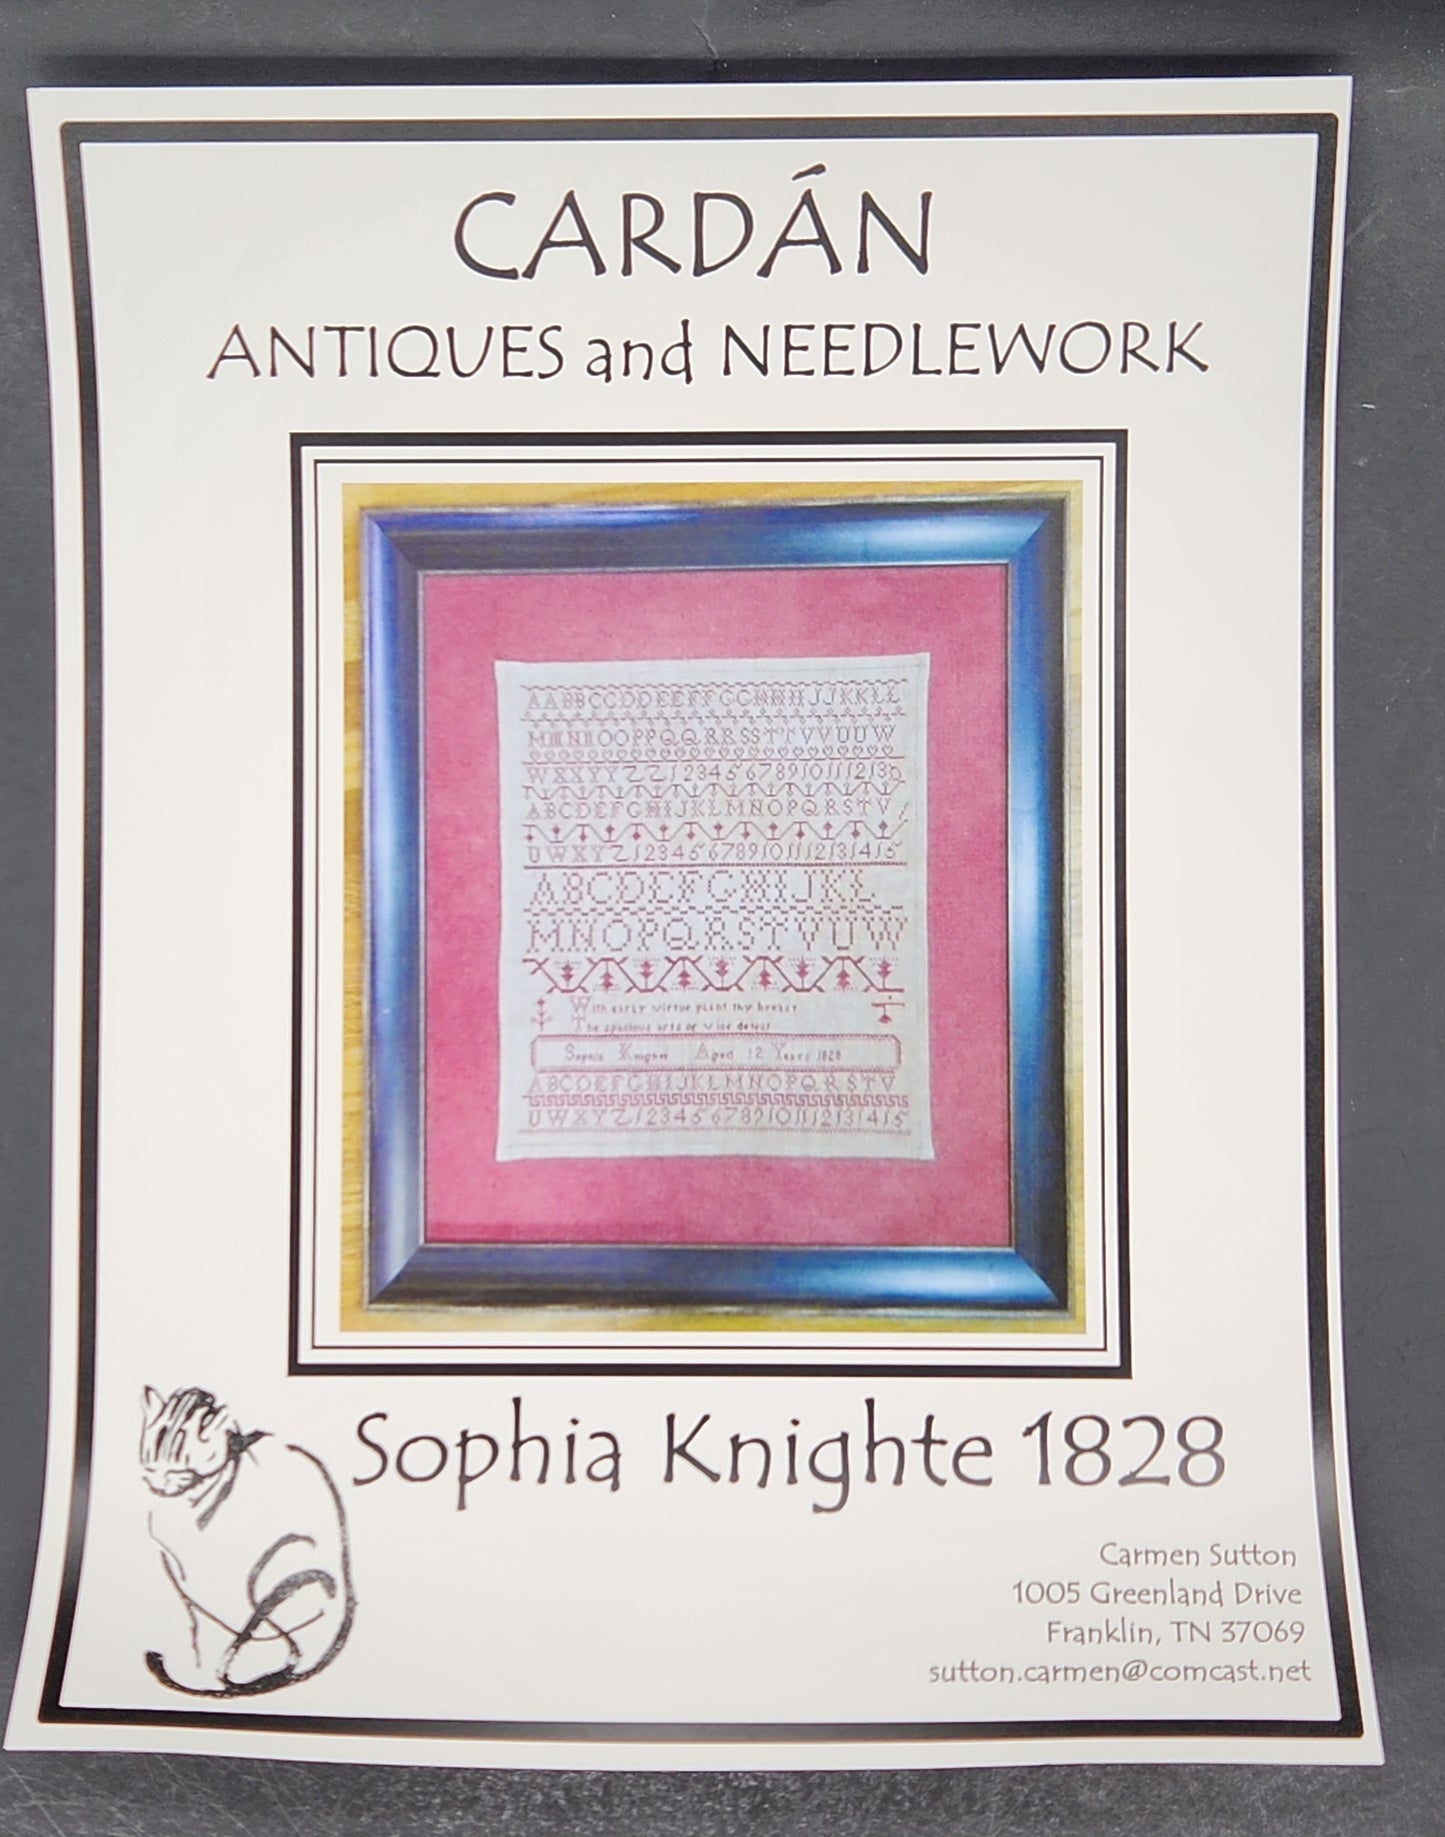 CARDÁN
ANTIQUES and NEEDLEWORK
AABBCCDDEEFFGGHHIIJJKKLL
MMNNOOPPQQRRSSTTVVUUW
WXXYYZZ12345678910111213
ABCDEFGHIJKLMNOPQRSTV
UWXYZ123456789101112131415
ABCDEFGHIJKL
MNOPQRSTVUW
With early virtue plant thy breast
The specious arts of vice detest
Sophia Knighte Aged 12 Years 1828
ABCDEFGHIJKLMNOPQRSTV
UWXYZ123456789101112131415
Sophia Knighte 1828
Carmen Sutton
1005 Greenland Drive
Franklin, TN 37069
sutton.carmen@comcast.net